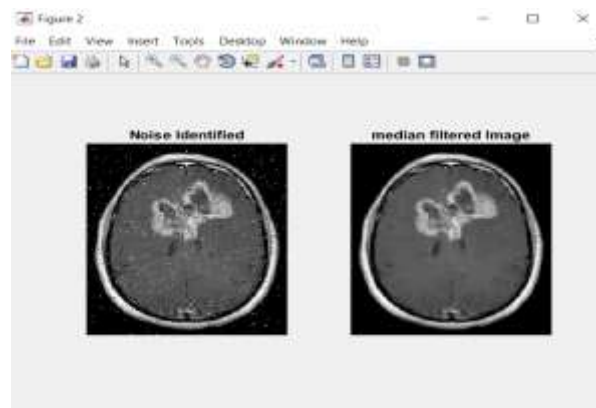 Figure 2
File Edit View Insert Tools Desktop Window Help
Noise Identified
median filtered Image